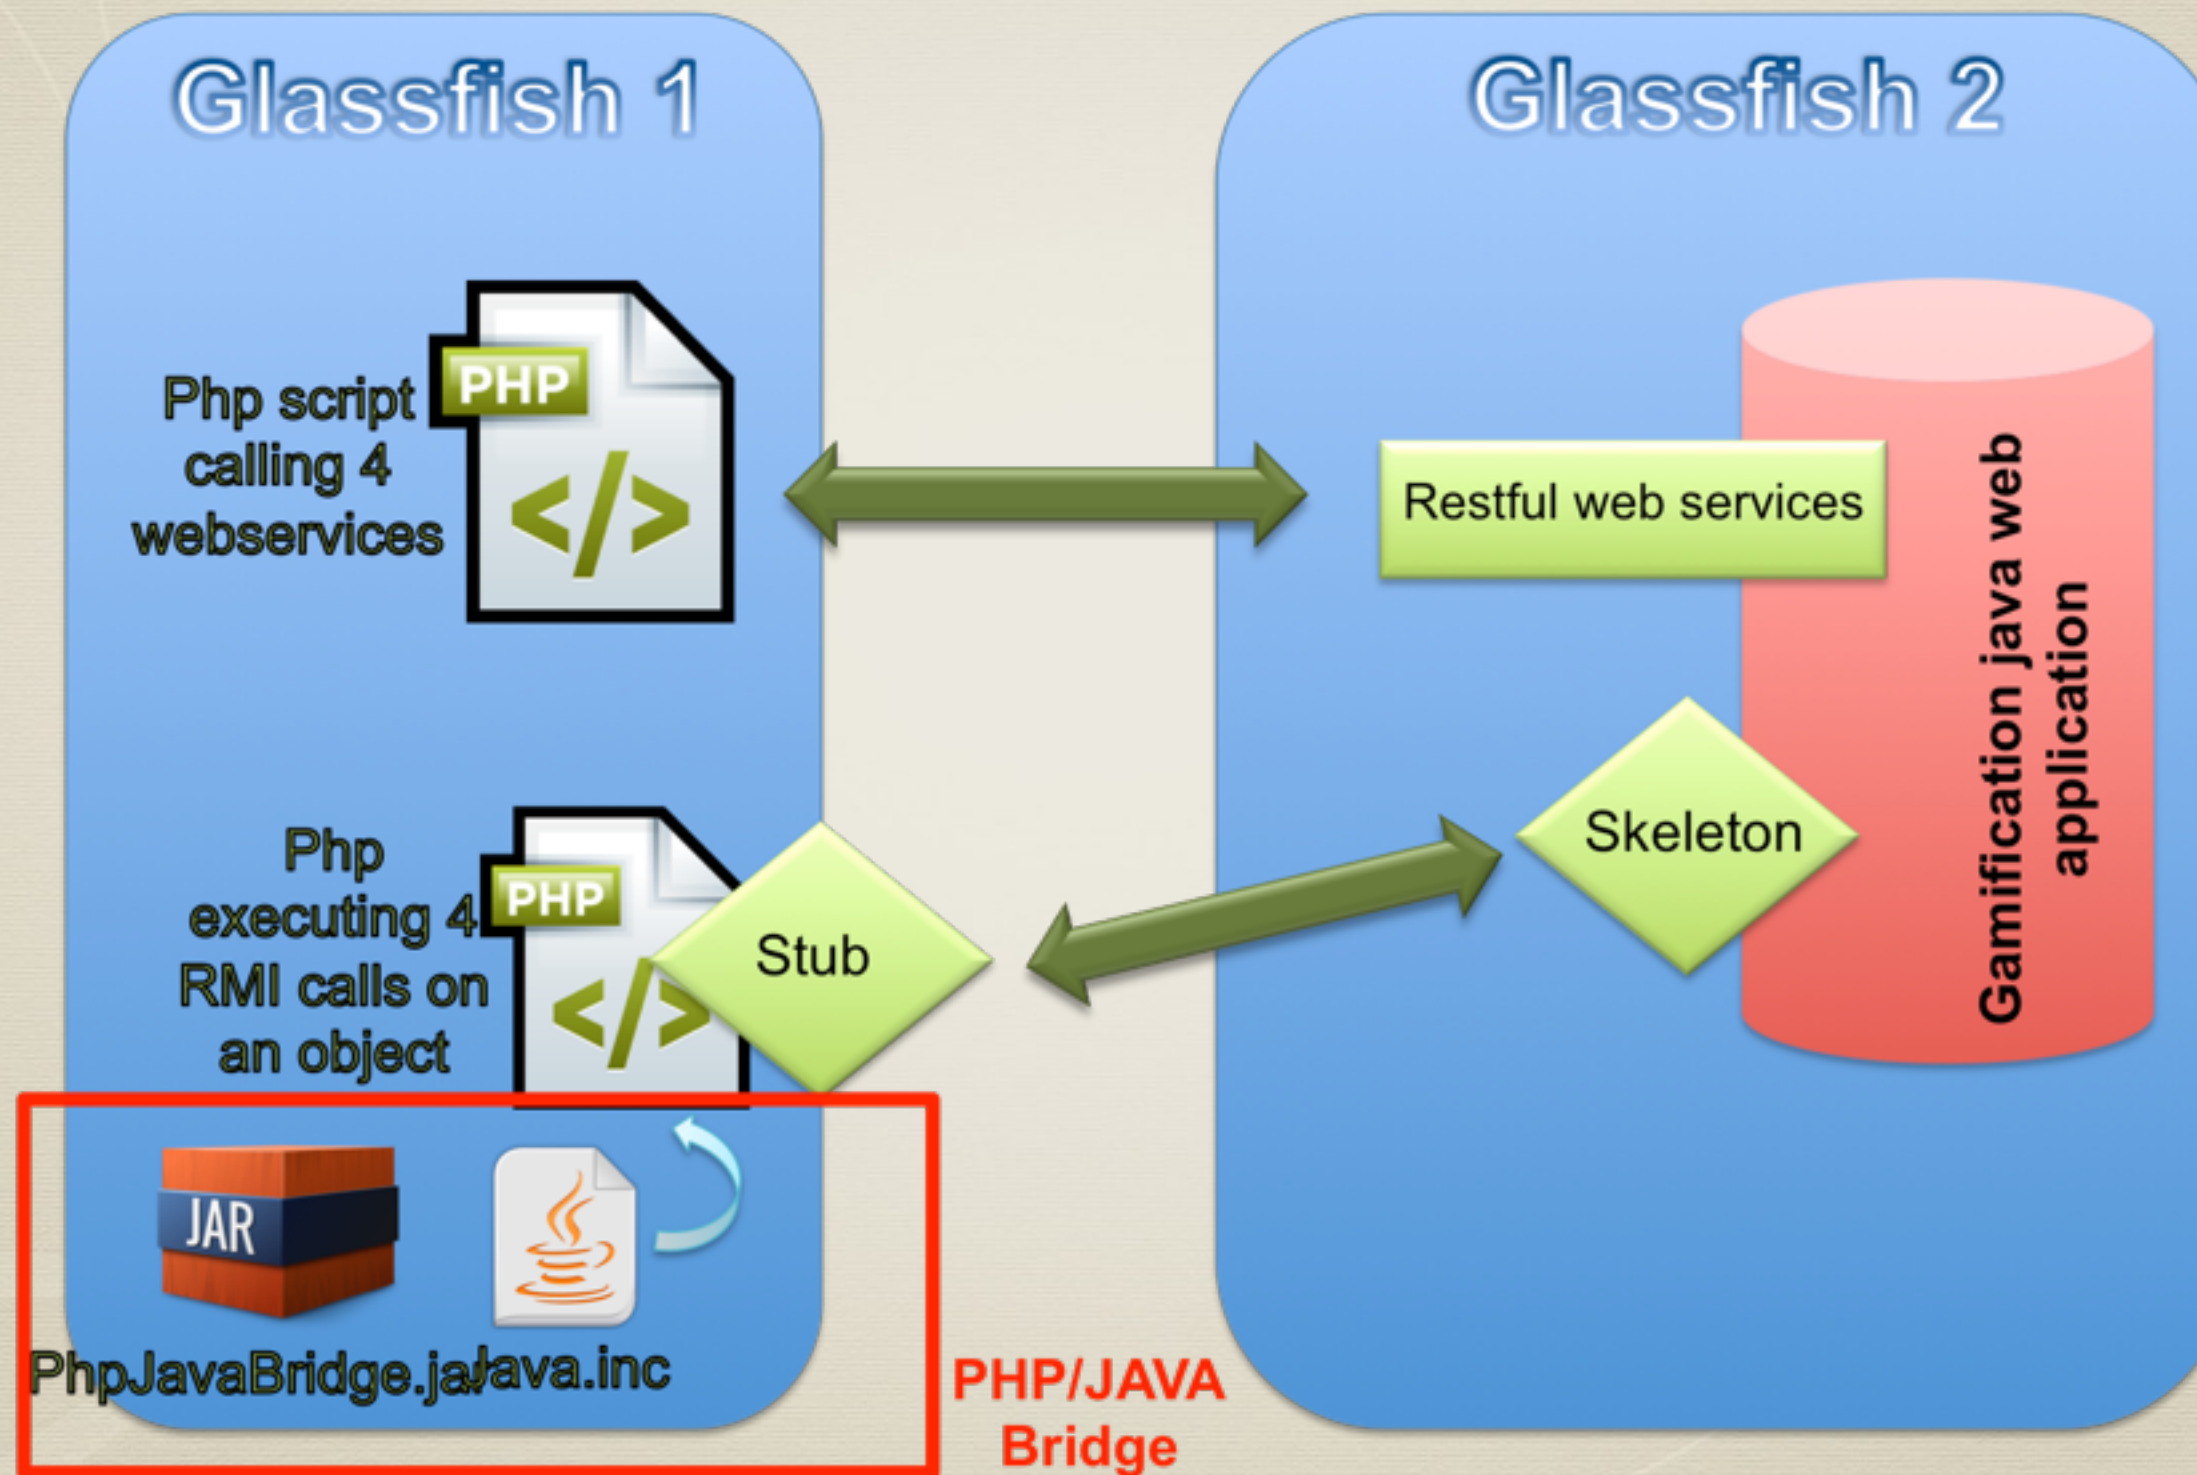 Glassfish 1
Php script
calling 4
webservices
PHP
</>
Php
executing 4
RMI calls on
an object
PHP
</>
Stub
JAR
PhpJavaBridge.jar
Java.inc
PHP/JAVA
Bridge
Glassfish 2
Restful web services
Skeleton
Gamification java web
application